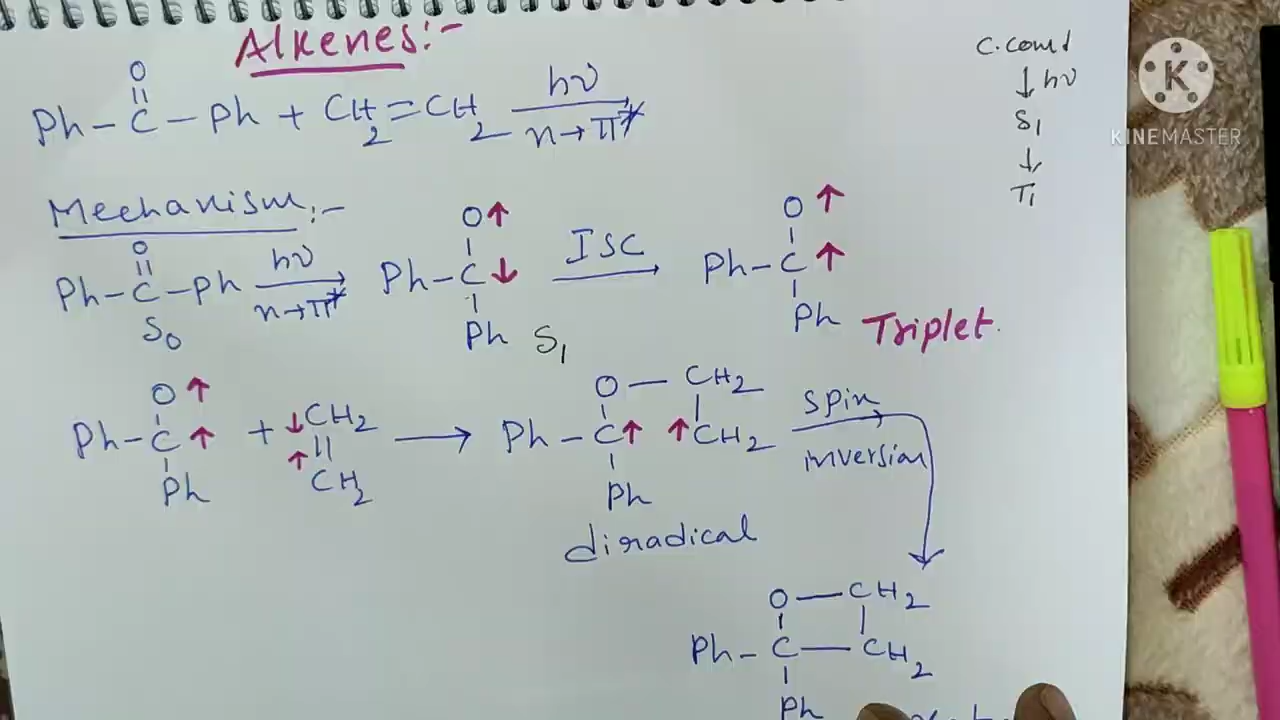 Alkenes:-
O
||
Ph-C-Ph + CH2=CH2 hν n→π*
C.coml
↓hν
S1
↓
T1
KINEMASTER
Mechanism:-
O
||
Ph-C-Ph hν n→π*
S0
O↑
|
Ph-C↓
|
Ph S1
ISC
O↑
|
Ph-C↑
|
Ph Triplet.
O↑
|
Ph-C↑
|
Ph
+ ↓CH2
↑||
CH2
→
O—CH2
| |
Ph-C↑ ↑CH2
|
Ph
diradical
spin
inversion
O—CH2
| |
Ph-C—CH2
|
Ph